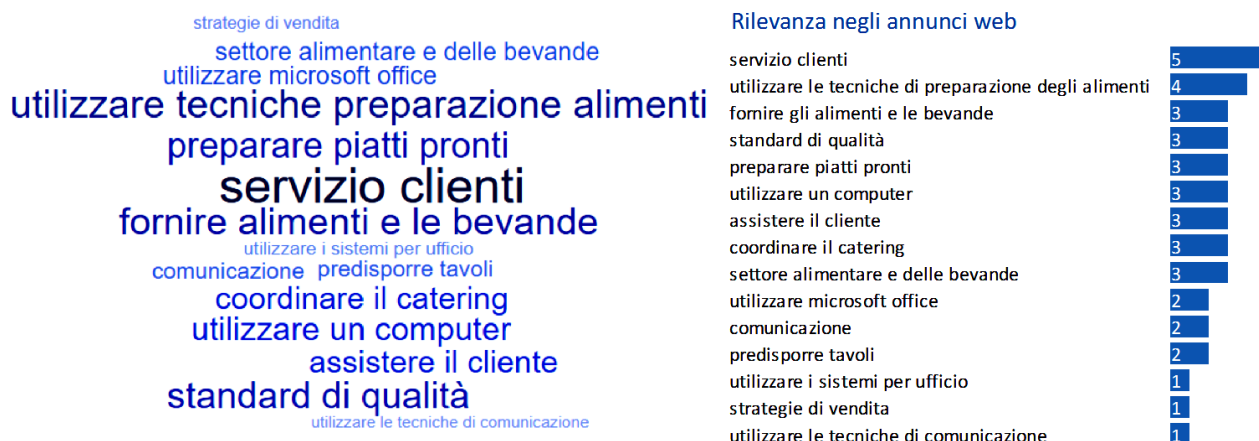 strategie di vendita
settore alimentare e delle bevande
utilizzare microsoft office
utilizzare tecniche preparazione alimenti
preparare piatti pronti
servizio clienti
fornire alimenti e le bevande
utilizzare i sistemi per ufficio
comunicazione predisporre tavoli
coordinare il catering
utilizzare un computer
assistere il cliente
standard di qualità
utilizzare le tecniche di comunicazione
Rilevanza negli annunci web
servizio clienti 5
utilizzare le tecniche di preparazione degli alimenti 4
fornire gli alimenti e le bevande 3
standard di qualità 3
preparare piatti pronti 3
utilizzare un computer 3
assistere il cliente 3
coordinare il catering 3
settore alimentare e delle bevande 3
utilizzare microsoft office 2
comunicazione 2
predisporre tavoli 2
utilizzare i sistemi per ufficio 1
strategie di vendita 1
utilizzare le tecniche di comunicazione 1